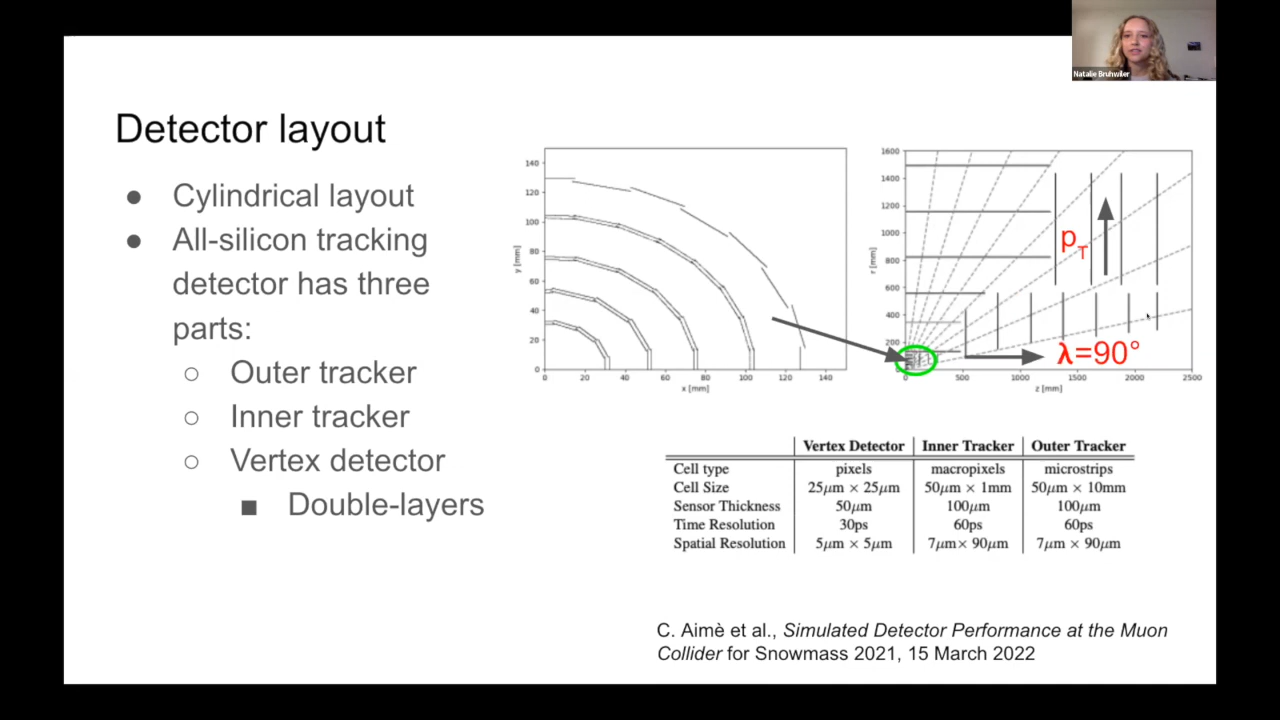 Natalie Bruhwiler
Detector layout
● Cylindrical layout
● All-silicon tracking
detector has three
parts:
○ Outer tracker
○ Inner tracker
○ Vertex detector
■ Double-layers
140
120
100
80
60
40
20
0
y [mm]
0 20 40 60 80 100 120 140
x [mm]
1600
1400
1200
1000
800
600
400
200
0
r [mm]
pT
λ=90°
0 500 1000 1500 2000 2500
z [mm]
Vertex Detector Inner Tracker Outer Tracker
Cell type pixels macropixels microstrips
Cell Size 25μm × 25μm 50μm × 1mm 50μm × 10mm
Sensor Thickness 50μm 100μm 100μm
Time Resolution 30ps 60ps 60ps
Spatial Resolution 5μm × 5μm 7μm× 90μm 7μm × 90μm
C. Aimè et al., Simulated Detector Performance at the Muon
Collider for Snowmass 2021, 15 March 2022